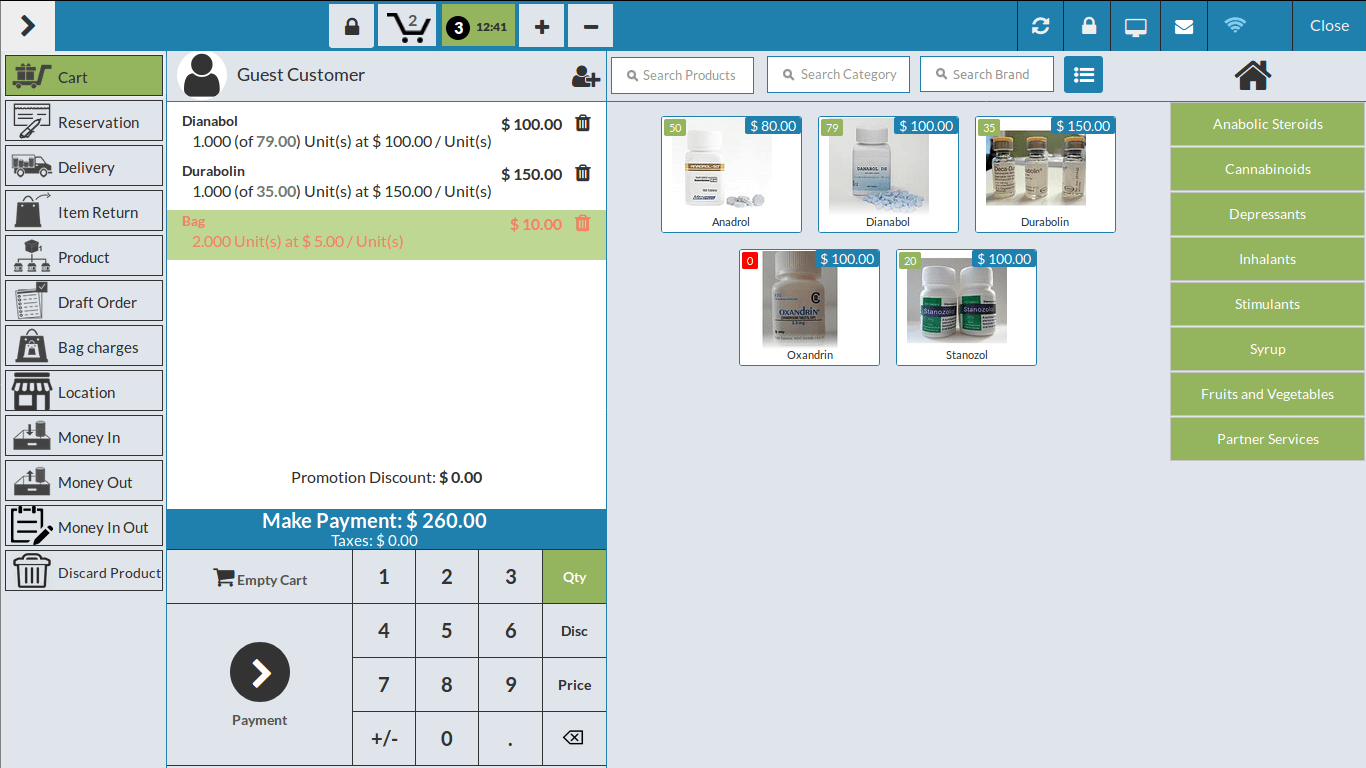 2
3 12:41
+
−
Close
Cart
Reservation
Delivery
Item Return
Product
Draft Order
Bag charges
Location
Money In
Money Out
Money In Out
Discard Product
Guest Customer
Dianabol
$ 100.00
1.000 (of 79.00) Unit(s) at $ 100.00 / Unit(s)
Durabolin
$ 150.00
1.000 (of 35.00) Unit(s) at $ 150.00 / Unit(s)
Bag
$ 10.00
2.000 Unit(s) at $ 5.00 / Unit(s)
Promotion Discount: $ 0.00
Make Payment: $ 260.00
Taxes: $ 0.00
Empty Cart
1 2 3 Qty
4 5 6 Disc
7 8 9 Price
+/- 0 .
Payment
Search Products
Search Category
Search Brand
50 $ 80.00
Anadrol
79 $ 100.00
DANABOL DS
Dianabol
35 $ 150.00
Durabolin
0 $ 100.00
OXANDRIN
Oxandrin
20 $ 100.00
Stanozolol
Stanozolol
Stanozol
Anabolic Steroids
Cannabinoids
Depressants
Inhalants
Stimulants
Syrup
Fruits and Vegetables
Partner Services